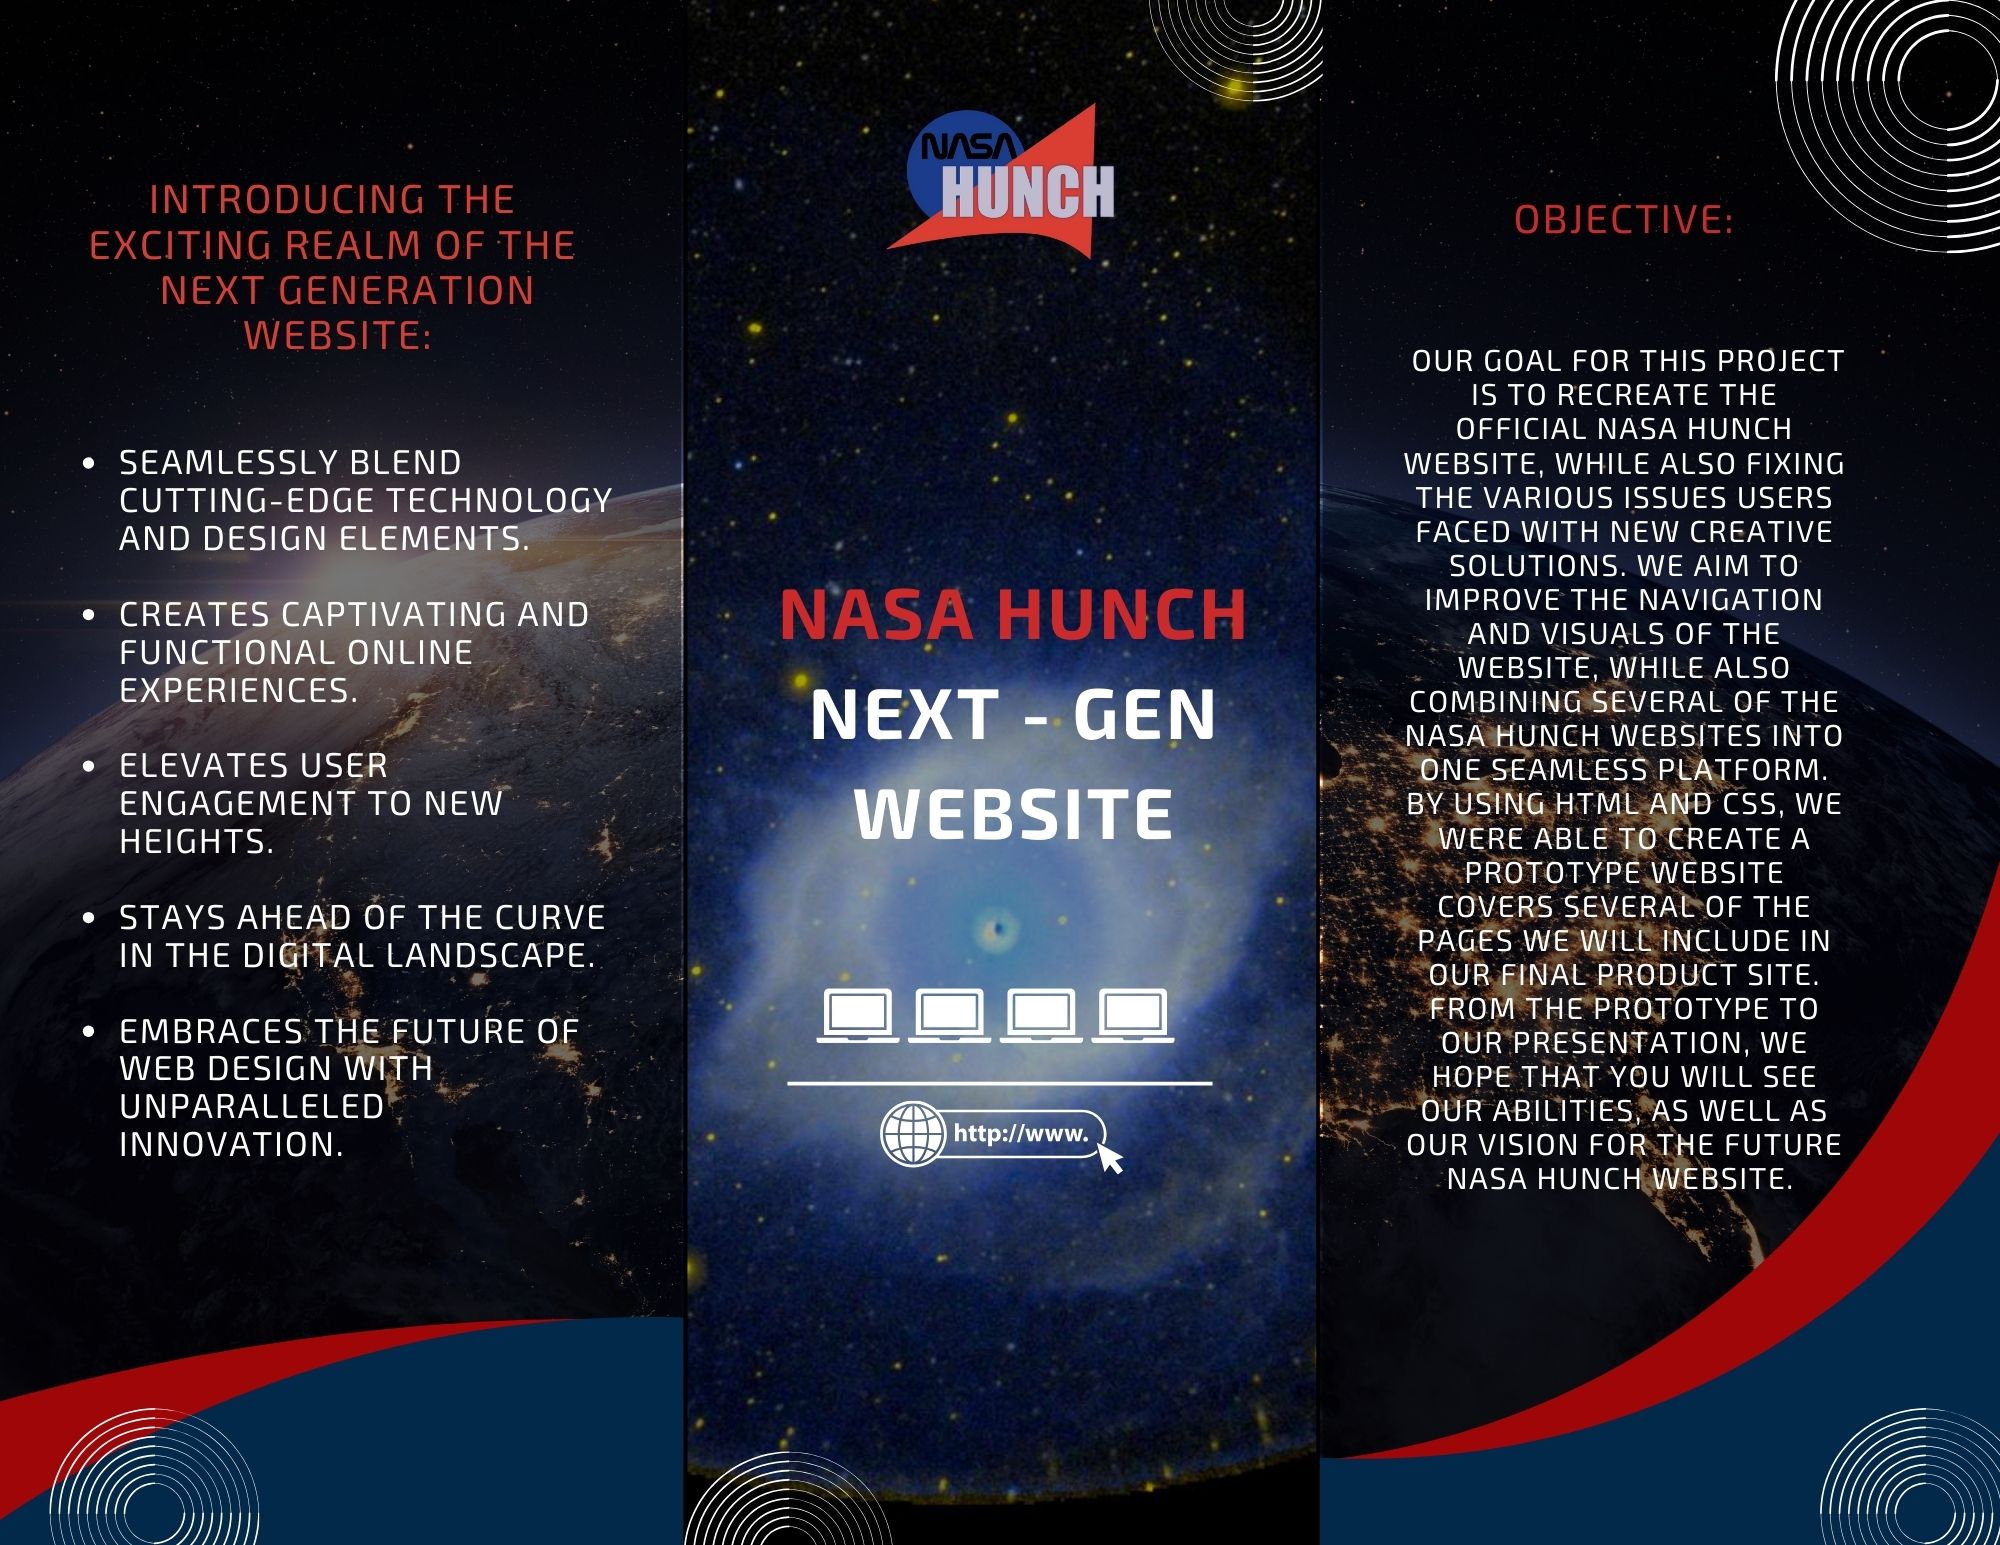 INTRODUCING THE
EXCITING REALM OF THE
NEXT GENERATION
WEBSITE:
• SEAMLESSLY BLEND
CUTTING-EDGE TECHNOLOGY
AND DESIGN ELEMENTS.
• CREATES CAPTIVATING AND
FUNCTIONAL ONLINE
EXPERIENCES.
• ELEVATES USER
ENGAGEMENT TO NEW
HEIGHTS.
• STAYS AHEAD OF THE CURVE
IN THE DIGITAL LANDSCAPE.
• EMBRACES THE FUTURE OF
WEB DESIGN WITH
UNPARALLELED
INNOVATION.
NASA
HUNCH
NASA HUNCH
NEXT - GEN
WEBSITE
http://www.
OBJECTIVE:
OUR GOAL FOR THIS PROJECT
IS TO RECREATE THE
OFFICIAL NASA HUNCH
WEBSITE, WHILE ALSO FIXING
THE VARIOUS ISSUES USERS
FACED WITH NEW CREATIVE
SOLUTIONS. WE AIM TO
IMPROVE THE NAVIGATION
AND VISUALS OF THE
WEBSITE, WHILE ALSO
COMBINING SEVERAL OF THE
NASA HUNCH WEBSITES INTO
ONE SEAMLESS PLATFORM.
BY USING HTML AND CSS, WE
WERE ABLE TO CREATE A
PROTOTYPE WEBSITE
COVERS SEVERAL OF THE
PAGES WE WILL INCLUDE IN
OUR FINAL PRODUCT SITE.
FROM THE PROTOTYPE TO
OUR PRESENTATION, WE
HOPE THAT YOU WILL SEE
OUR ABILITIES, AS WELL AS
OUR VISION FOR THE FUTURE
NASA HUNCH WEBSITE.